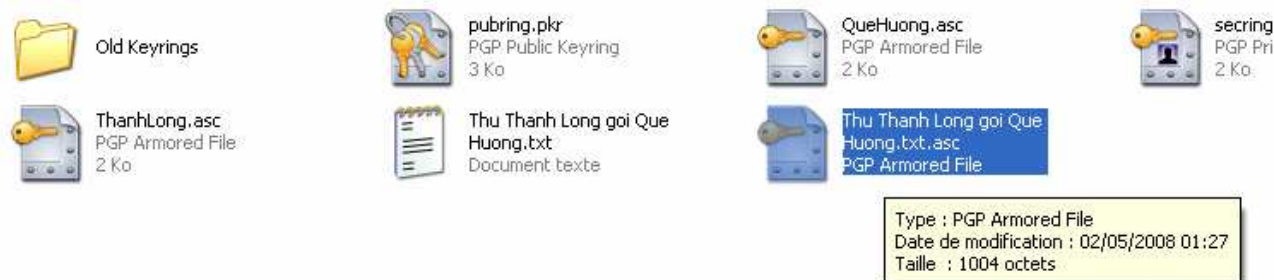 Old Keyrings
pubring.pkr
PGP Public Keyring
3 Ko
QueHuong.asc
PGP Armored File
2 Ko
secring
PGP Pri
2 Ko
ThanhLong.asc
PGP Armored File
2 Ko
Thu Thanh Long goi Que
Huong.txt
Document texte
Thu Thanh Long goi Que
Huong.txt.asc
PGP Armored File
Type : PGP Armored File
Date de modification : 02/05/2008 01:27
Taille : 1004 octets